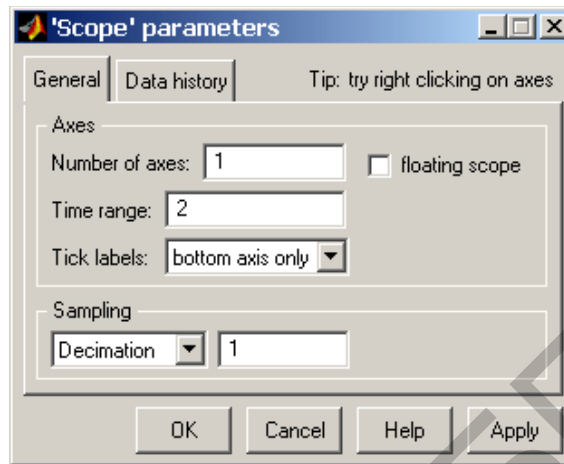 'Scope' parameters
General Data history Tip: try right clicking on axes
Axes
Number of axes: 1 floating scope
Time range: 2
Tick labels: bottom axis only
Sampling
Decimation 1
OK Cancel Help Apply